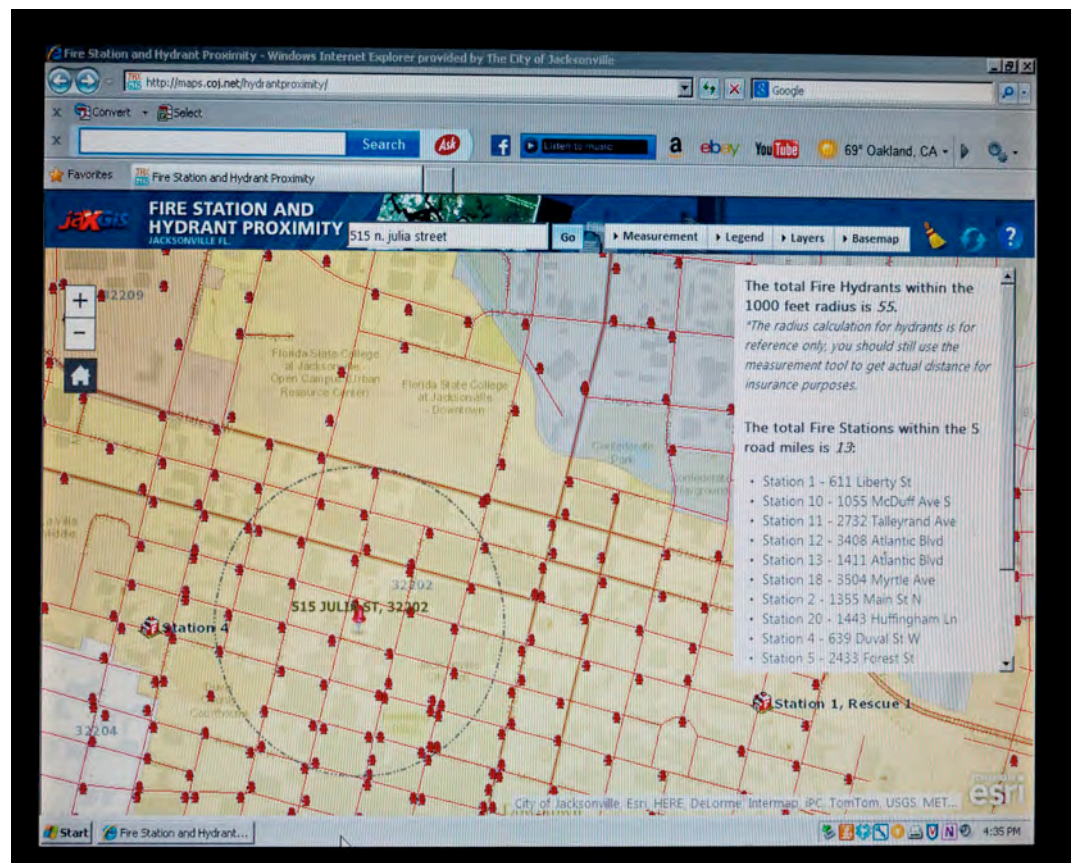 Fire Station and Hydrant Proximity - Windows Internet Explorer provided by The City of Jacksonville
http://maps.coj.net/hydrantproximity/
Google
X Convert Select
X Search Ask Listen to music a ebay YouTube 69° Oakland, CA
Favorites Fire Station and Hydrant Proximity
jaXGIS
FIRE STATION AND
HYDRANT PROXIMITY
JACKSONVILLE FL.
515 n. julia street Go Measurement Legend Layers Basemap ?
+
−
32209
Florida State College
at Jacksonville
Open Campus (Urban
Resource Center)
Florida State College
at Jacksonville
- Downtown
Confederate
Park
Confederate
Playground
32202
515 JULIA ST, 32202
Station 4
32204
Station 1, Rescue 1
The total Fire Hydrants within the
1000 feet radius is 55.
*The radius calculation for hydrants is for
reference only, you should still use the
measurement tool to get actual distance for
insurance purposes.
The total Fire Stations within the 5
road miles is 13:
• Station 1 - 611 Liberty St
• Station 10 - 1055 McDuff Ave S
• Station 11 - 2732 Talleyrand Ave
• Station 12 - 3408 Atlantic Blvd
• Station 13 - 1411 Atlantic Blvd
• Station 18 - 3504 Myrtle Ave
• Station 2 - 1355 Main St N
• Station 20 - 1443 Huffingham Ln
• Station 4 - 639 Duval St W
• Station 5 - 2433 Forest St
City of Jacksonville, Esri, HERE, DeLorme, Intermap, iPC, TomTom, USGS, MET...
esri
Start Fire Station and Hydrant... 4:35 PM